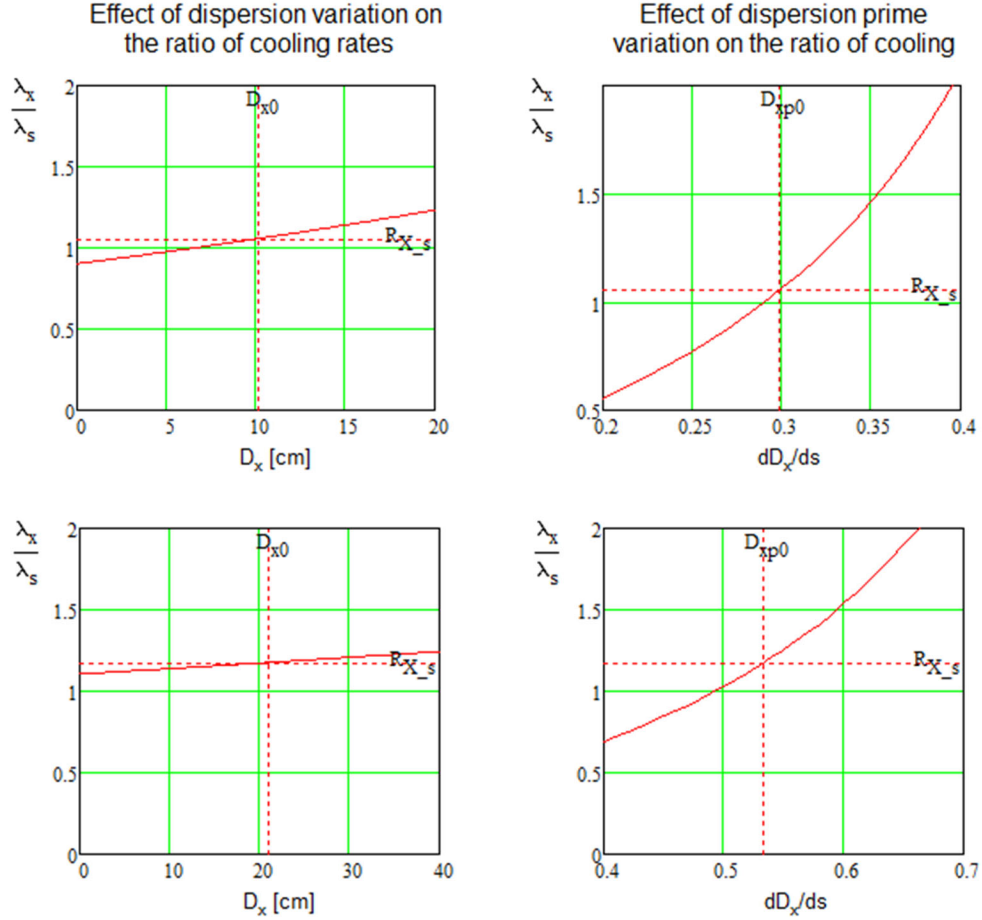 Effect of dispersion variation on
the ratio of cooling rates
Effect of dispersion prime
variation on the ratio of cooling
λx
λs
2
1.5
1
0.5
0
Dx0
RX_s
0 5 10 15 20
Dx [cm]
λx
λs
1.5
1
0.5
Dxp0
RX_s
0.2 0.25 0.3 0.35 0.4
dDx/ds
λx
λs
2
1.5
1
0.5
0
Dx0
RX_s
0 10 20 30 40
Dx [cm]
λx
λs
2
1.5
1
0.5
0
Dxp0
RX_s
0.4 0.5 0.6 0.7
dDx/ds